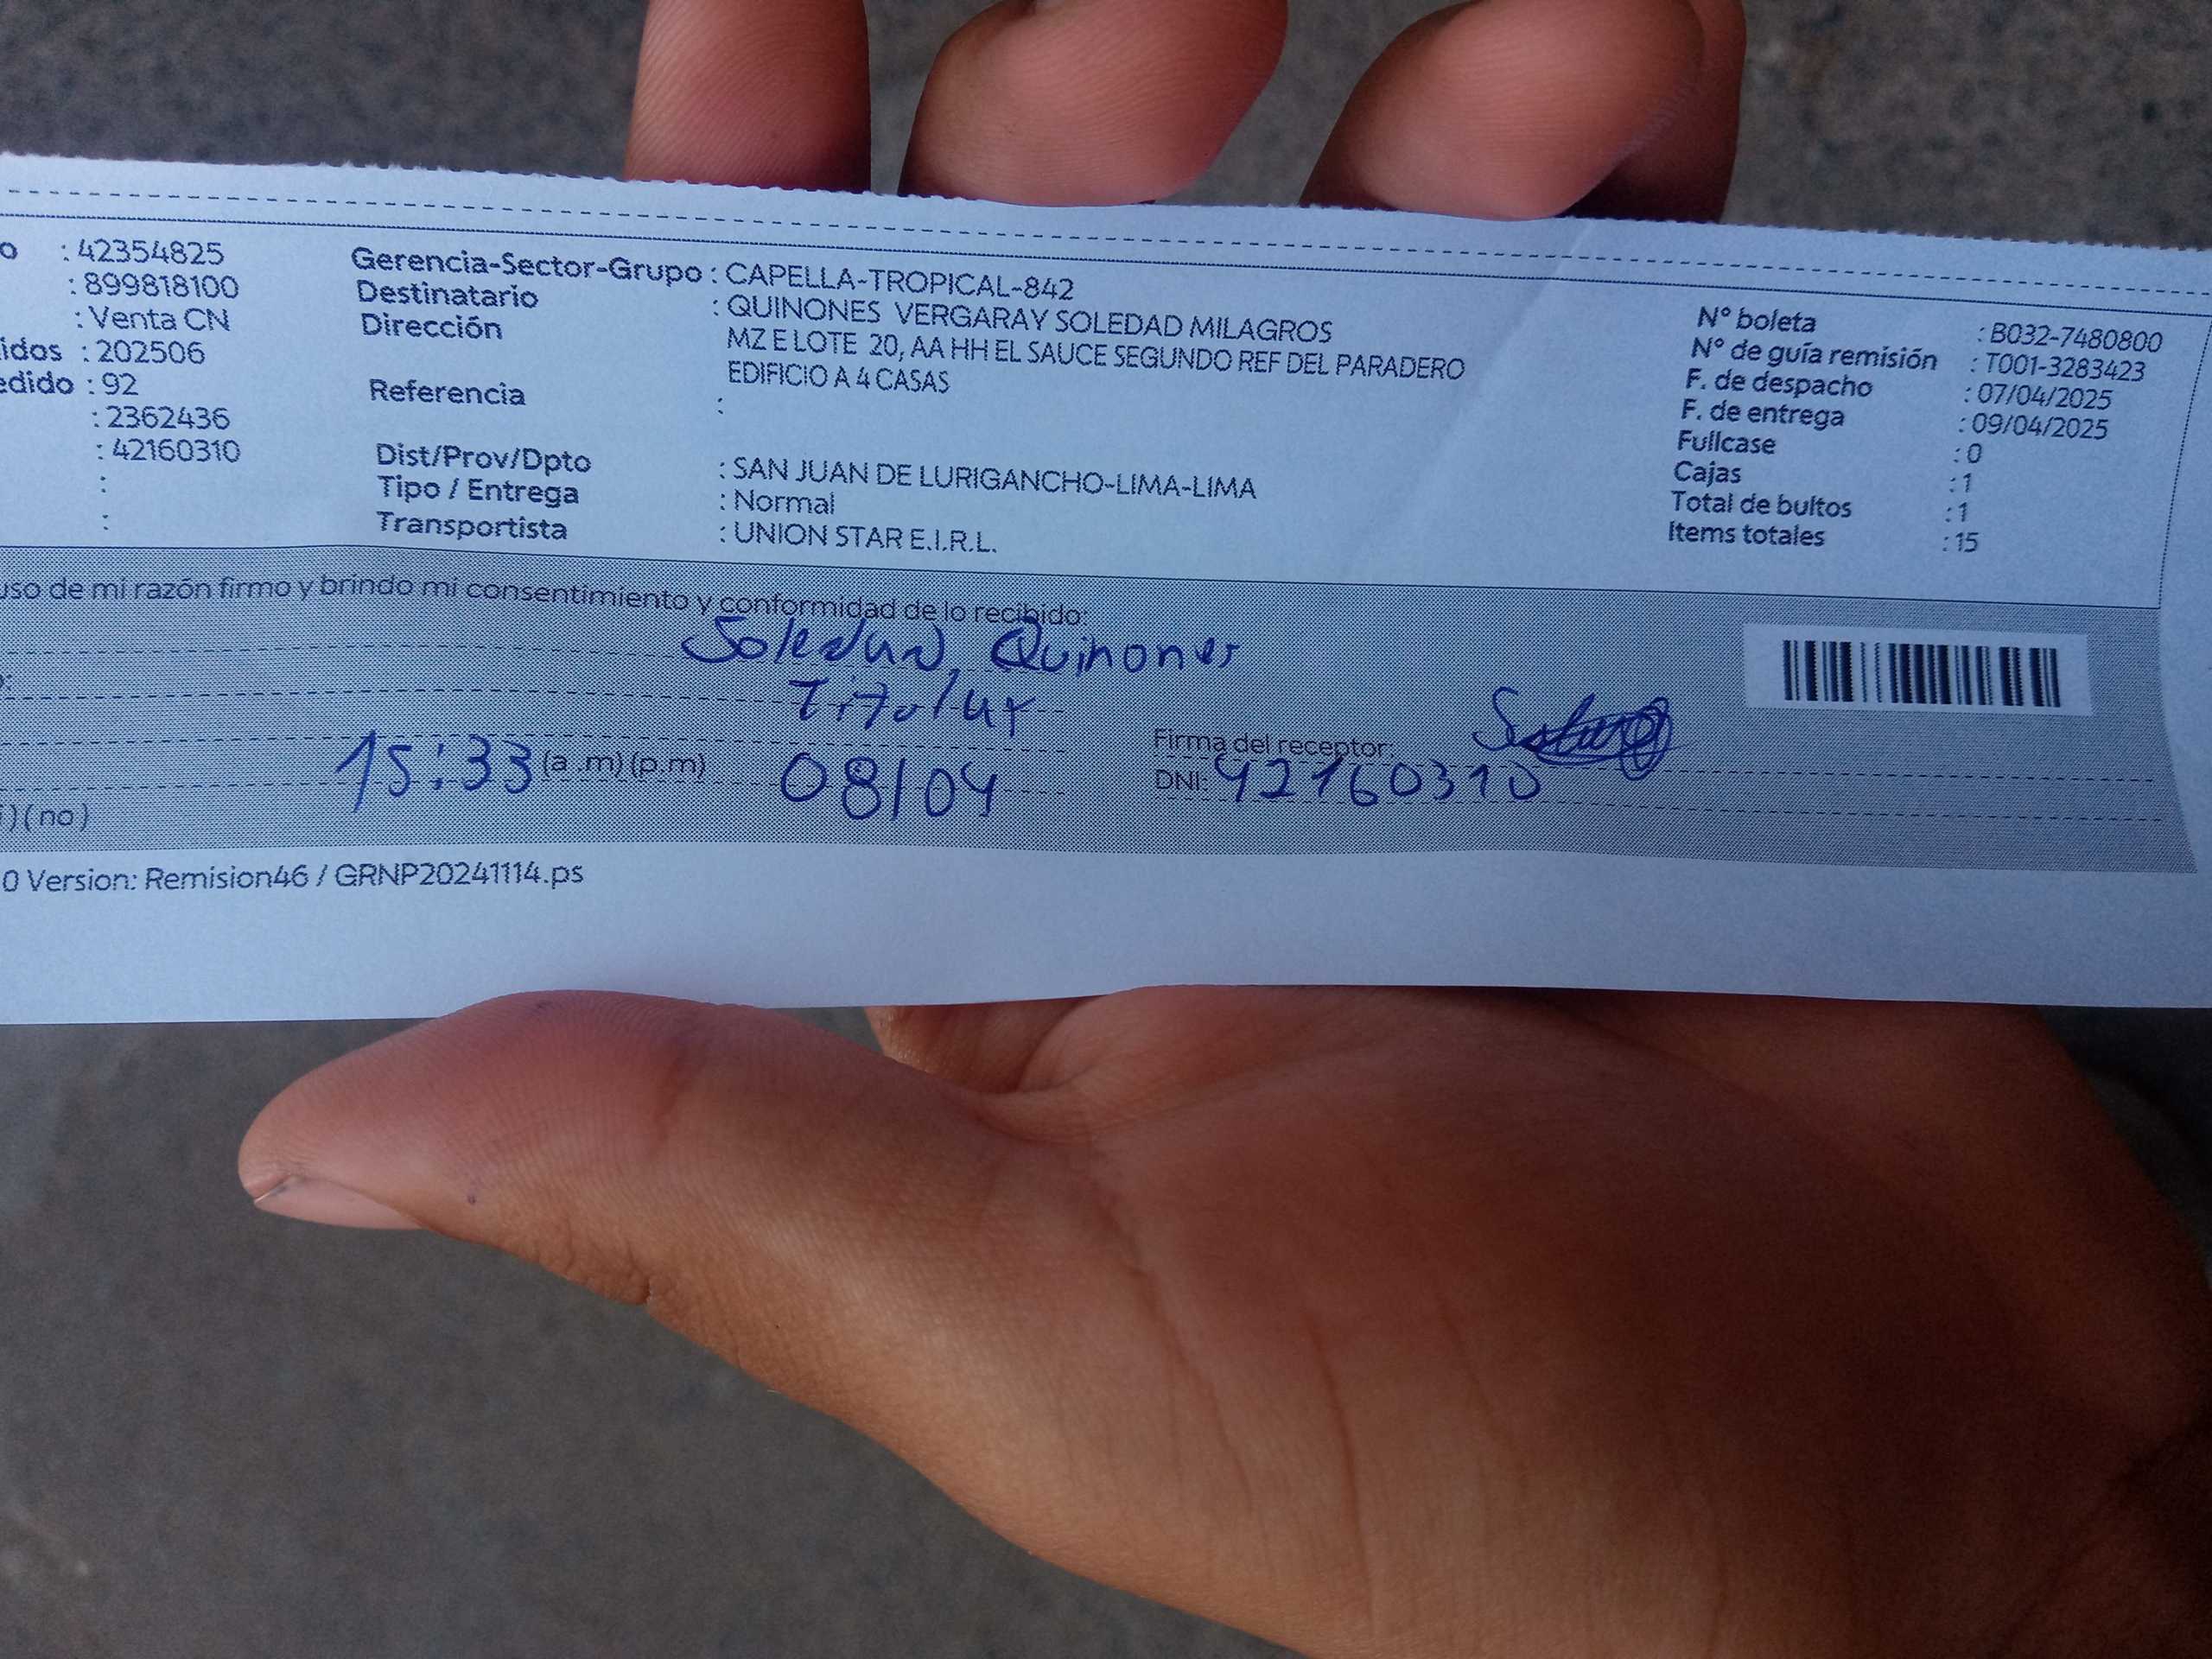 o : 42354825
: 899818100
: Venta CN
idos : 202506
edido : 92
: 2362436
: 42160310
:
:
Gerencia-Sector-Grupo : CAPELLA-TROPICAL-842
Destinatario : QUINONES VERGARAY SOLEDAD MILAGROS
Dirección MZ E LOTE 20, AA HH EL SAUCE SEGUNDO REF DEL PARADERO
EDIFICIO A 4 CASAS
Referencia :
Dist/Prov/Dpto : SAN JUAN DE LURIGANCHO-LIMA-LIMA
Tipo / Entrega : Normal
Transportista : UNION STAR E.I.R.L.
N° boleta : B032-7480800
N° de guía remisión : T001-3283423
F. de despacho : 07/04/2025
F. de entrega : 09/04/2025
Fullcase : 0
Cajas : 1
Total de bultos : 1
Items totales : 15
uso de mi razón firmo y brindo mi consentimiento y conformidad de lo recibido:
Soledad Quinones
o: Titular
15:33 (a .m) (p.m) 08/04
Firma del receptor:
DNI: 42160310
i) ( no )
0 Version: Remision46 / GRNP20241114.ps